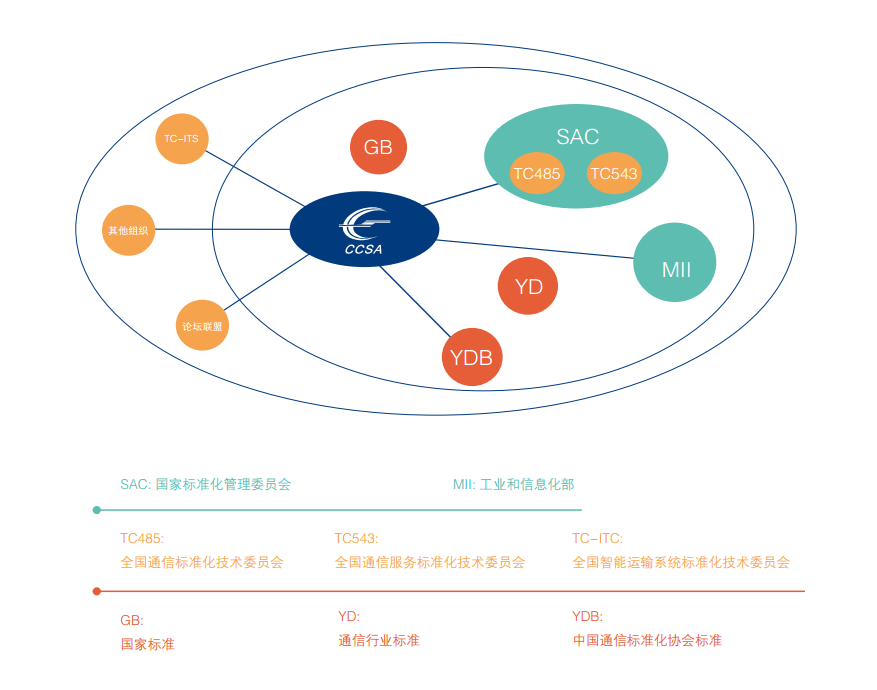 TC-ITS
GB
SAC
TC485
TC543
其他组织
CCSA
MII
YD
论坛联盟
YDB
SAC: 国家标准化管理委员会
MII: 工业和信息化部
TC485:
全国通信标准化技术委员会
TC543:
全国通信服务标准化技术委员会
TC-ITC:
全国智能运输系统标准化技术委员会
GB:
国家标准
YD:
通信行业标准
YDB:
中国通信标准化协会标准